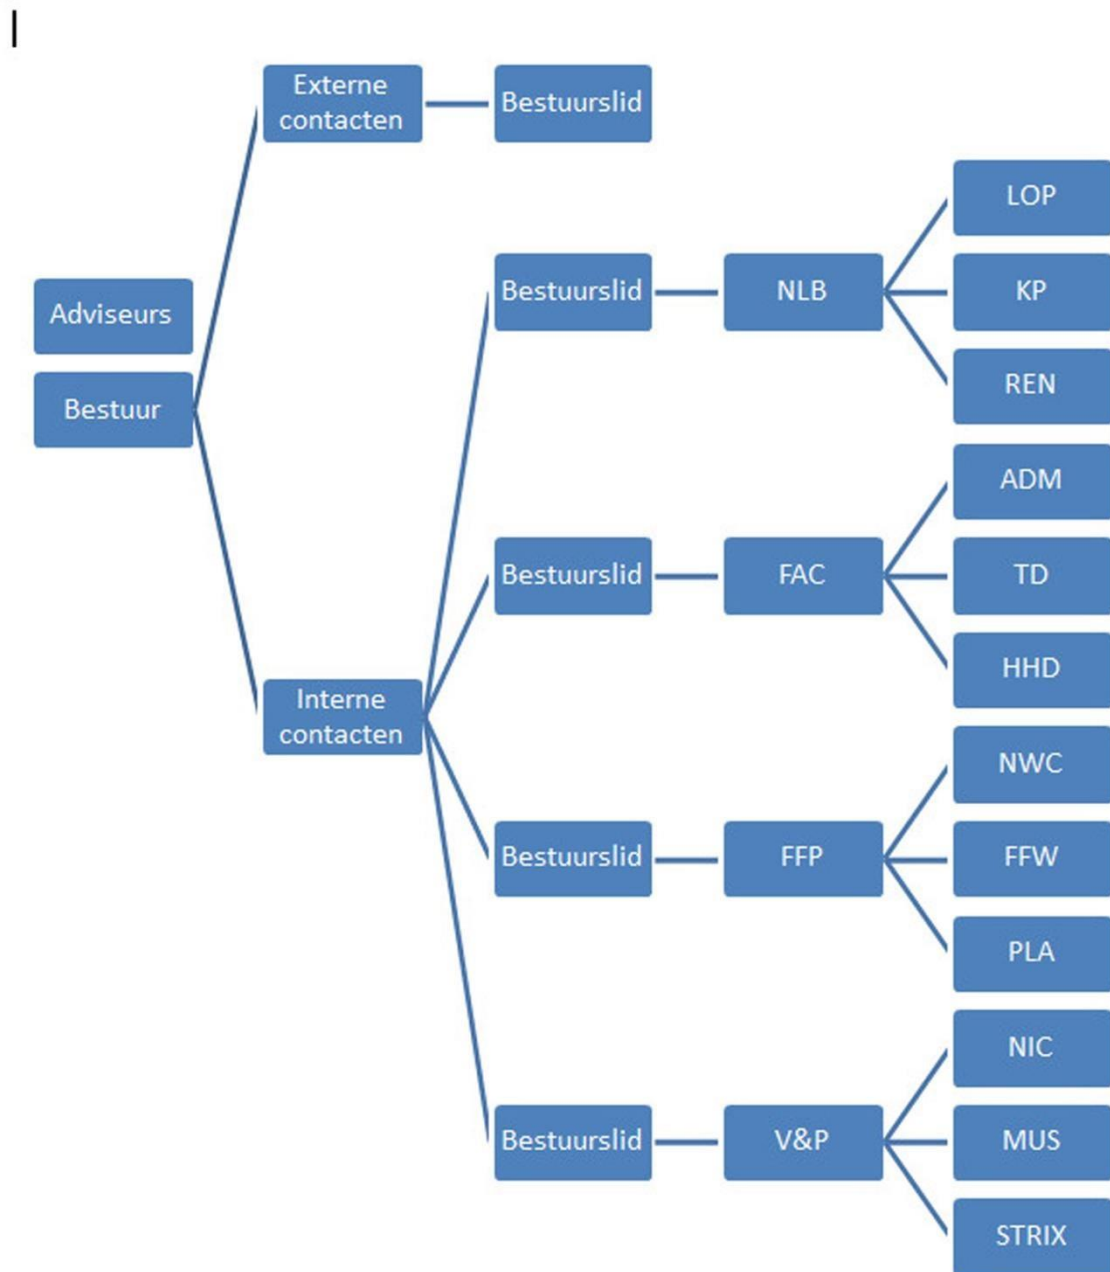 Externe
contacten
Bestuurslid
LOP
Bestuurslid
NLB
KP
Adviseurs
REN
Bestuur
ADM
Bestuurslid
FAC
TD
HHD
Interne
contacten
NWC
Bestuurslid
FFP
FFW
PLA
NIC
Bestuurslid
V&P
MUS
STRIX